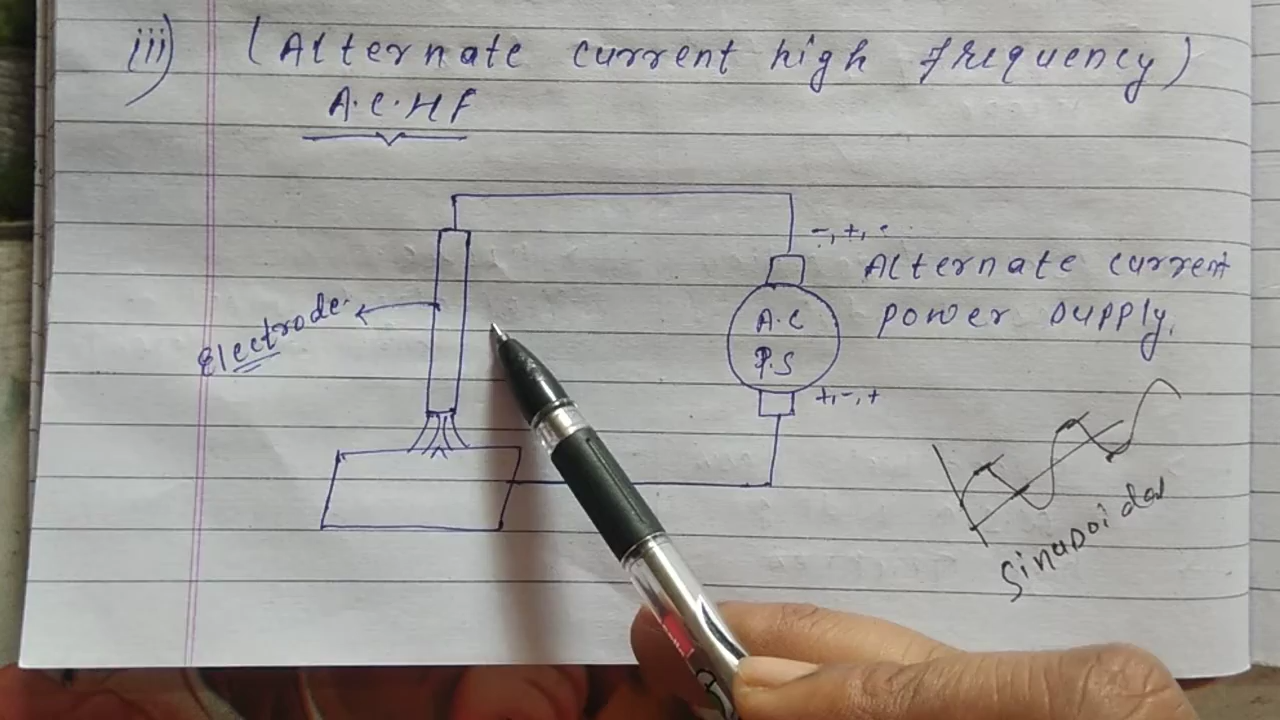 iii) (Alternate current high frequency)
A.C.HF
-,+,-
Alternate current
power supply.
Electrode
A.C
P.S
+,-,+
Sinusoidal